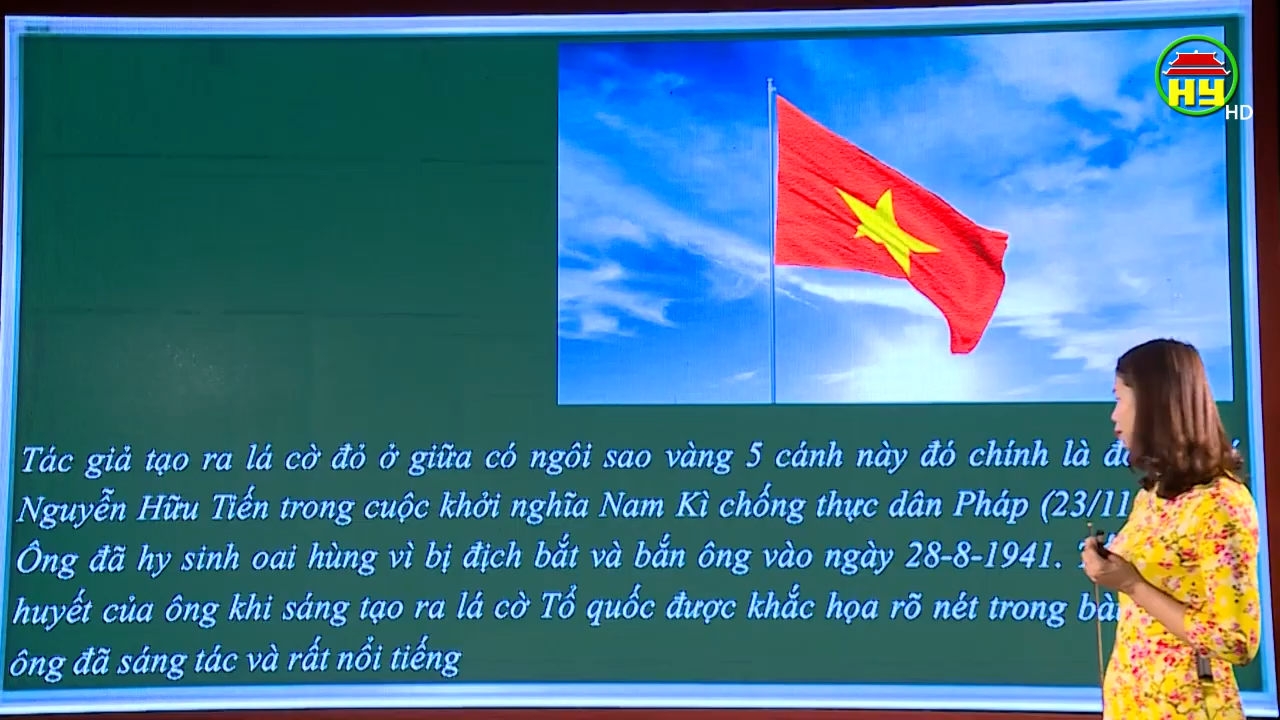 HY
HD
Tác giả tạo ra lá cờ đỏ ở giữa có ngôi sao vàng 5 cánh này đó chính là
Nguyễn Hữu Tiến trong cuộc khởi nghĩa Nam Kì chống thực dân Pháp (23/11
Ông đã hy sinh oai hùng vì bị địch bắt và bắn ông vào ngày 28-8-1941.
huyết của ông khi sáng tạo ra lá cờ Tổ quốc được khắc họa rõ nét trong
ông đã sáng tác và rất nổi tiếng